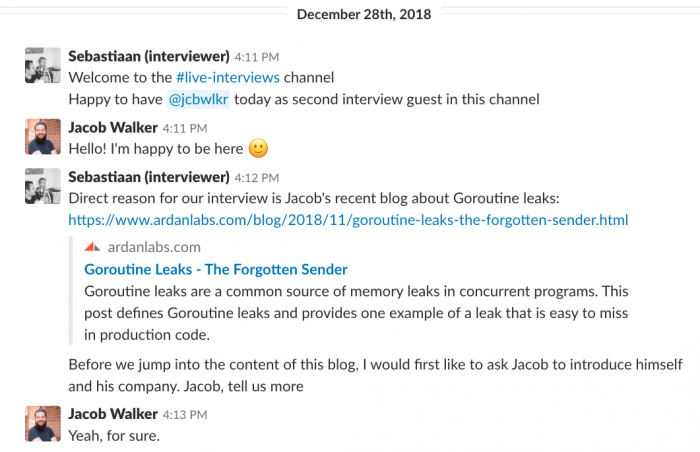 December 28th, 2018
Sebastiaan (interviewer) 4:11 PM
Welcome to the #live-interviews channel
Happy to have @jcbwlkr today as second interview guest in this channel
Jacob Walker 4:11 PM
Hello! I'm happy to be here 🙂
Sebastiaan (interviewer) 4:12 PM
Direct reason for our interview is Jacob's recent blog about Goroutine leaks:
https://www.ardanlabs.com/blog/2018/11/goroutine-leaks-the-forgotten-sender.html
ardanlabs.com
Goroutine Leaks - The Forgotten Sender
Goroutine leaks are a common source of memory leaks in concurrent programs. This
post defines Goroutine leaks and provides one example of a leak that is easy to miss
in production code.
Before we jump into the content of this blog, I would first like to ask Jacob to introduce himself
and his company. Jacob, tell us more
Jacob Walker 4:13 PM
Yeah, for sure.